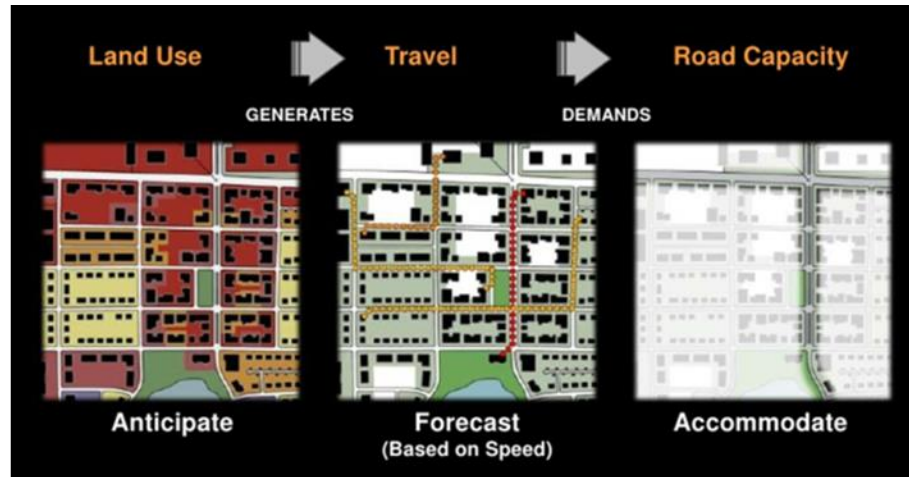 Land Use
Travel
Road Capacity
GENERATES
DEMANDS
Anticipate
Forecast
(Based on Speed)
Accommodate